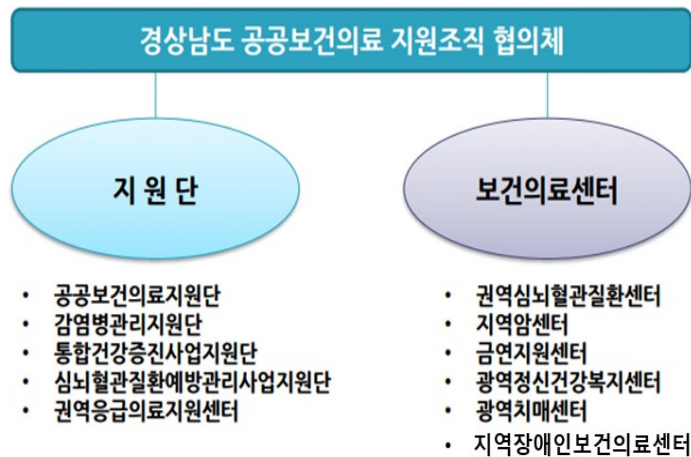 경상남도 공공보건의료 지원조직 협의체
지 원 단
• 공공보건의료지원단
• 감염병관리지원단
• 통합건강증진사업지원단
• 심뇌혈관질환예방관리사업지원단
• 권역응급의료지원센터
보건의료센터
• 권역심뇌혈관질환센터
• 지역암센터
• 금연지원센터
• 광역정신건강복지센터
• 광역치매센터
• 지역장애인보건의료센터